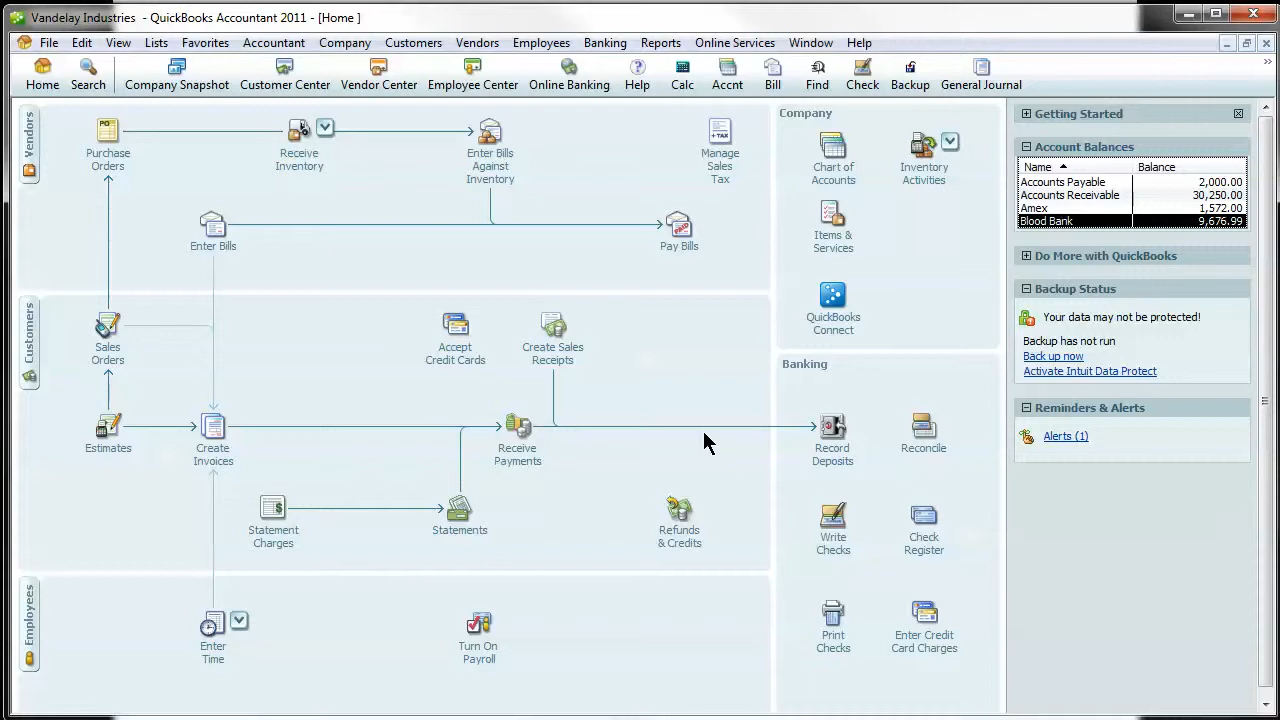 Vandelay Industries - QuickBooks Accountant 2011 - [Home ]
File Edit View Lists Favorites Accountant Company Customers Vendors Employees Banking Reports Online Services Window Help
Home Search Company Snapshot Customer Center Vendor Center Employee Center Online Banking Help Calc Accnt Bill Find Check Backup General Journal
Vendors
PO
Purchase
Orders
Receive
Inventory
Enter Bills
Against
Inventory
+TAX
Manage
Sales
Tax
Enter Bills
PAID
Pay Bills
Customers
Sales
Orders
Accept
Credit Cards
Create Sales
Receipts
Estimates
Create
Invoices
Receive
Payments
Statement
Charges
Statements
Refunds
& Credits
Employees
Enter
Time
Turn On
Payroll
Company
Chart of
Accounts
Inventory
Activities
Items &
Services
QuickBooks
Connect
Banking
Record
Deposits
Reconcile
Write
Checks
Check
Register
Print
Checks
Enter Credit
Card Charges
Getting Started
Account Balances
Name Balance
Accounts Payable 2,000.00
Accounts Receivable 30,250.00
Amex 1,572.00
Blood Bank 9,676.99
Do More with QuickBooks
Backup Status
Your data may not be protected!
Backup has not run
Back up now
Activate Intuit Data Protect
Reminders & Alerts
Alerts (1)